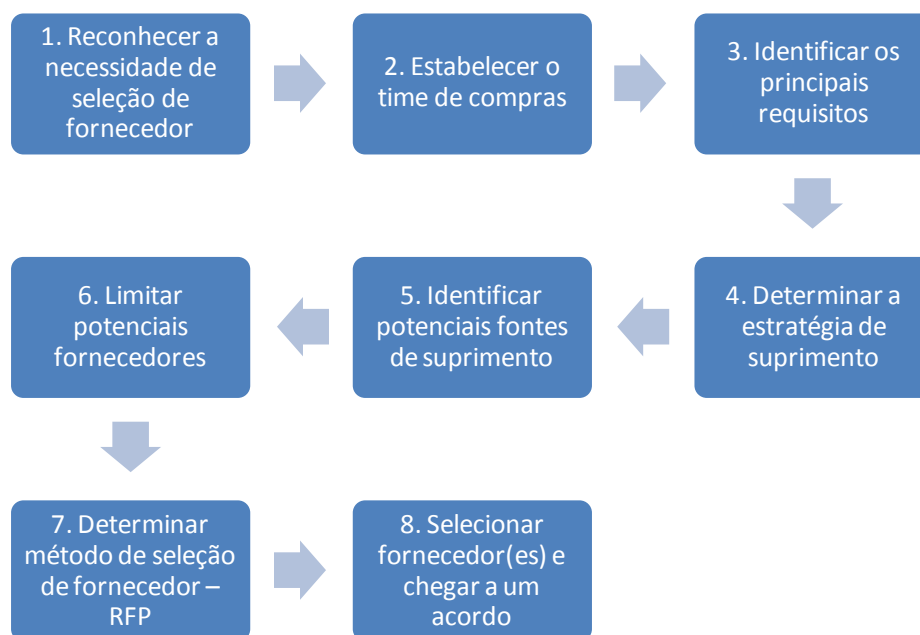 1. Reconhecer a
necessidade de
seleção de
fornecedor
2. Estabelecer o
time de compras
3. Identificar os
principais
requisitos
4. Determinar a
estratégia de
suprimento
5. Identificar
potenciais fontes
de suprimento
6. Limitar
potenciais
fornecedores
7. Determinar
método de seleção
de fornecedor –
RFP
8. Selecionar
fornecedor(es) e
chegar a um
acordo